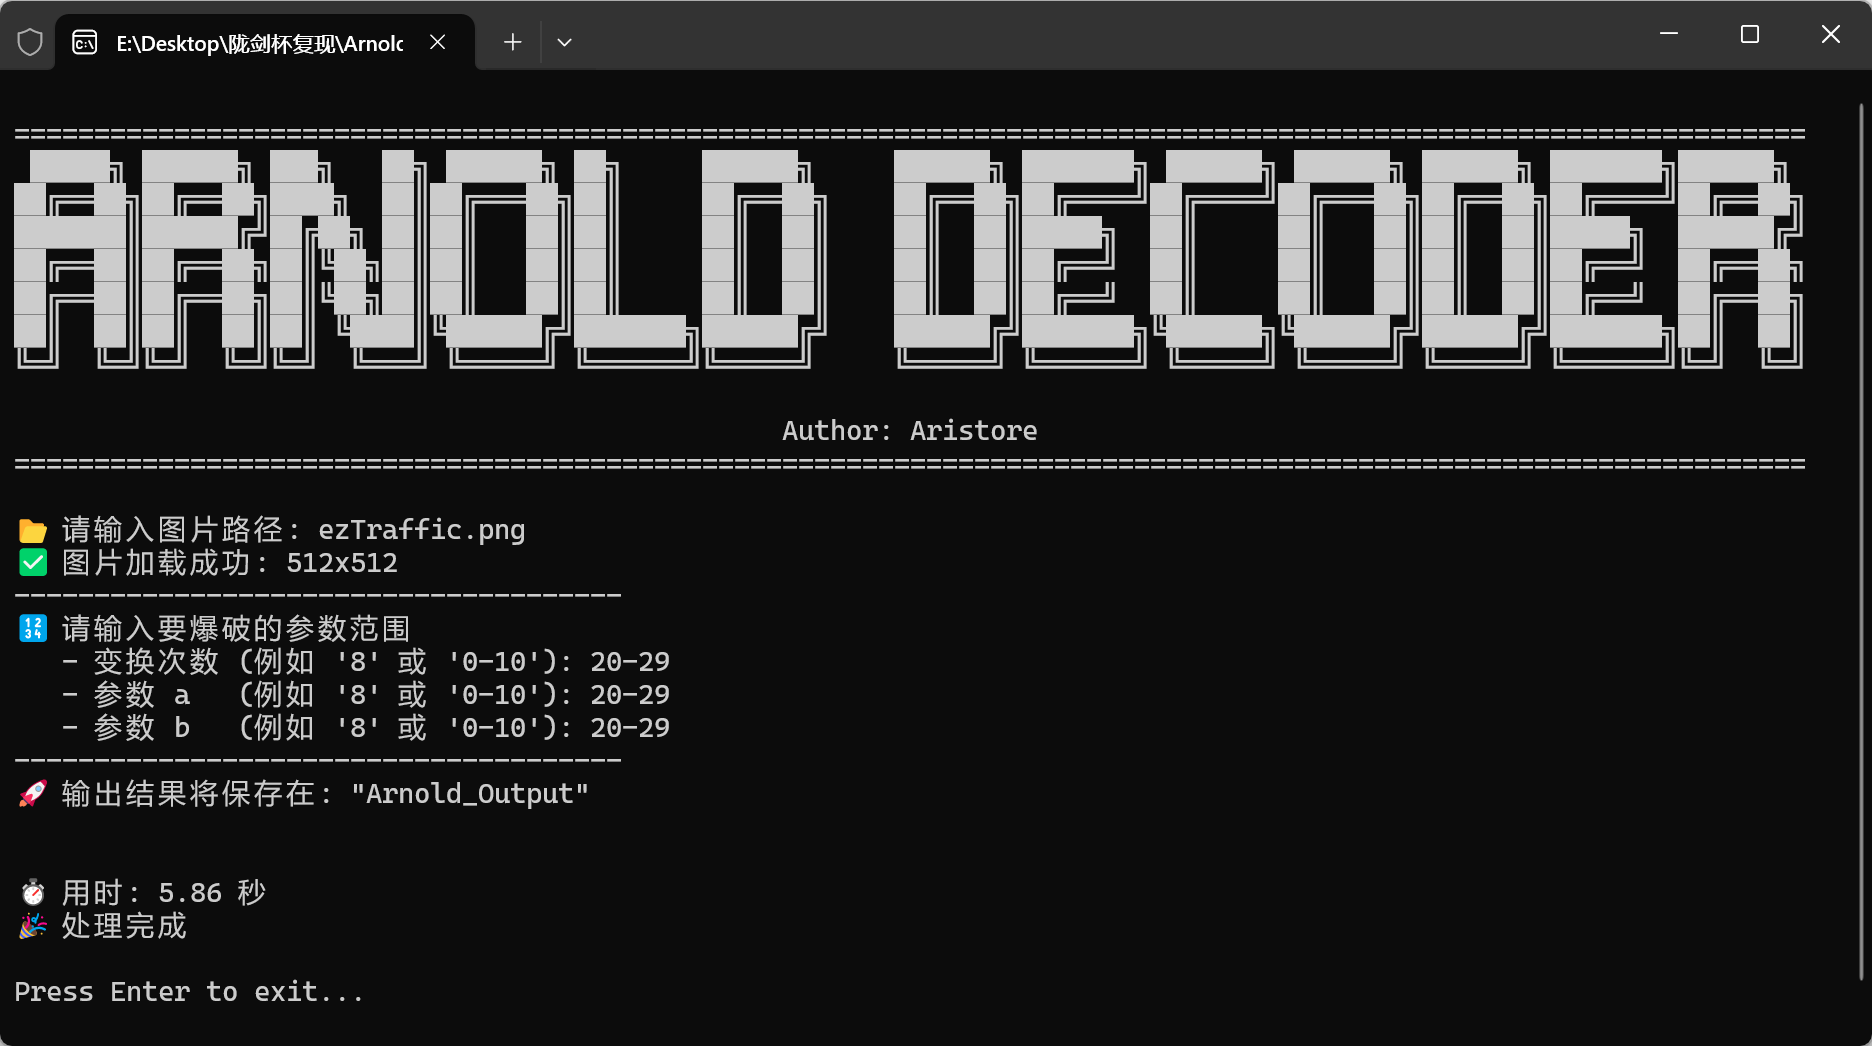 E:\Desktop\陇剑杯复现\Arnolc
ARNOLD DECODER
Author: Aristore
请输入图片路径: ezTraffic.png
图片加载成功: 512x512
请输入要爆破的参数范围
- 变换次数 (例如 '8' 或 '0-10'): 20-29
- 参数 a (例如 '8' 或 '0-10'): 20-29
- 参数 b (例如 '8' 或 '0-10'): 20-29
输出结果将保存在: "Arnold_Output"
用时: 5.86 秒
处理完成
Press Enter to exit...